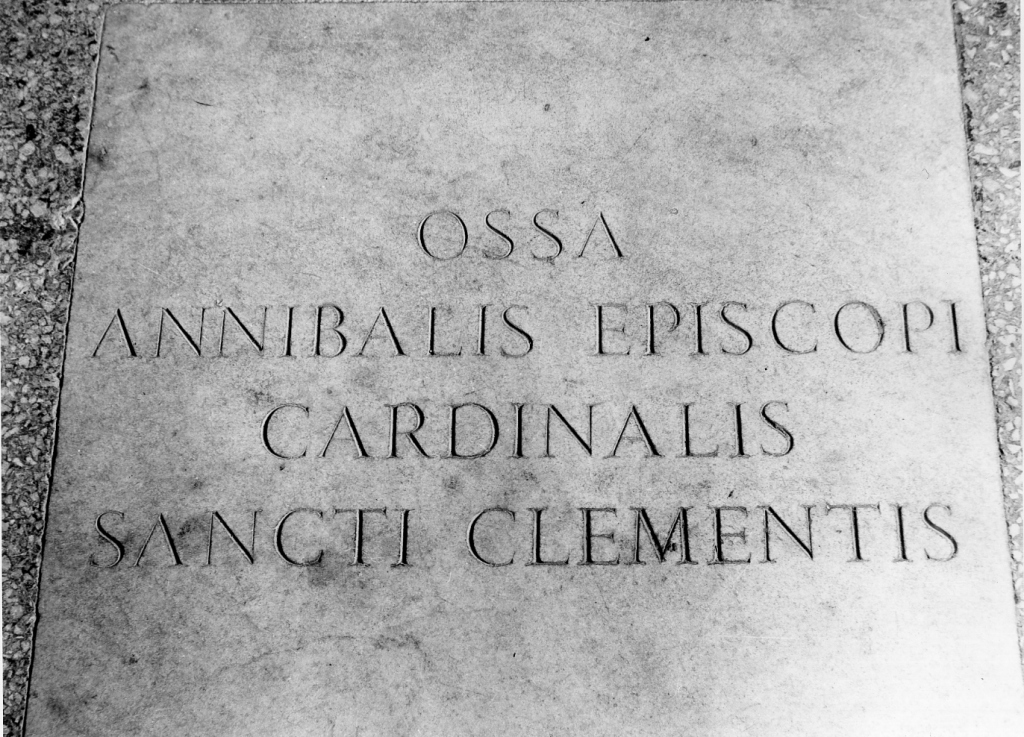 OSSA
ANNIBALIS EPISCOPI
CARDINALIS
SANCTI CLEMENTIS